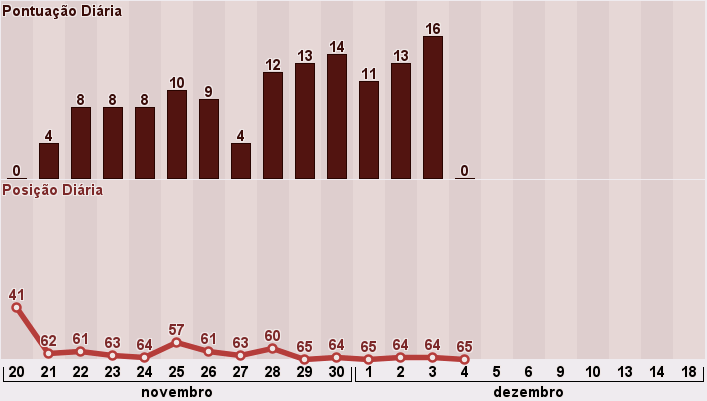 Pontuação Diária
0 4 8 8 8 10 9 4 12 13 14 11 13 16 0
Posição Diária
41 62 61 63 64 57 61 63 60 65 64 65 64 64 65
20 21 22 23 24 25 26 27 28 29 30 1 2 3 4 5 6 9 10 13 14 18
novembro dezembro